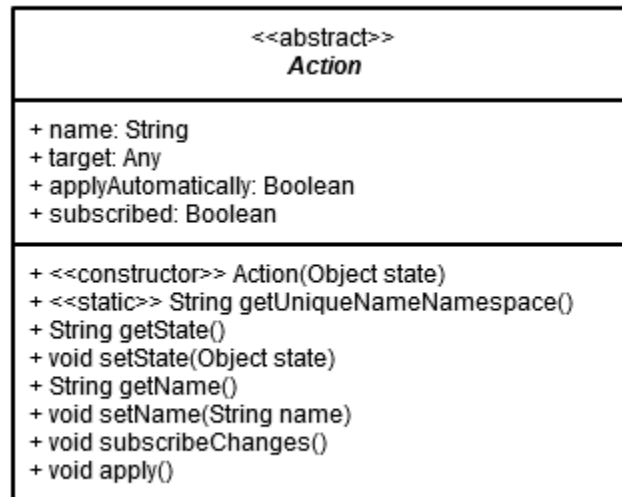 <<abstract>>
Action
+ name: String
+ target: Any
+ applyAutomatically: Boolean
+ subscribed: Boolean
+ <<constructor>> Action(Object state)
+ <<static>> String getUniqueNameNamespace()
+ String getState()
+ void setState(Object state)
+ String getName()
+ void setName(String name)
+ void subscribeChanges()
+ void apply()